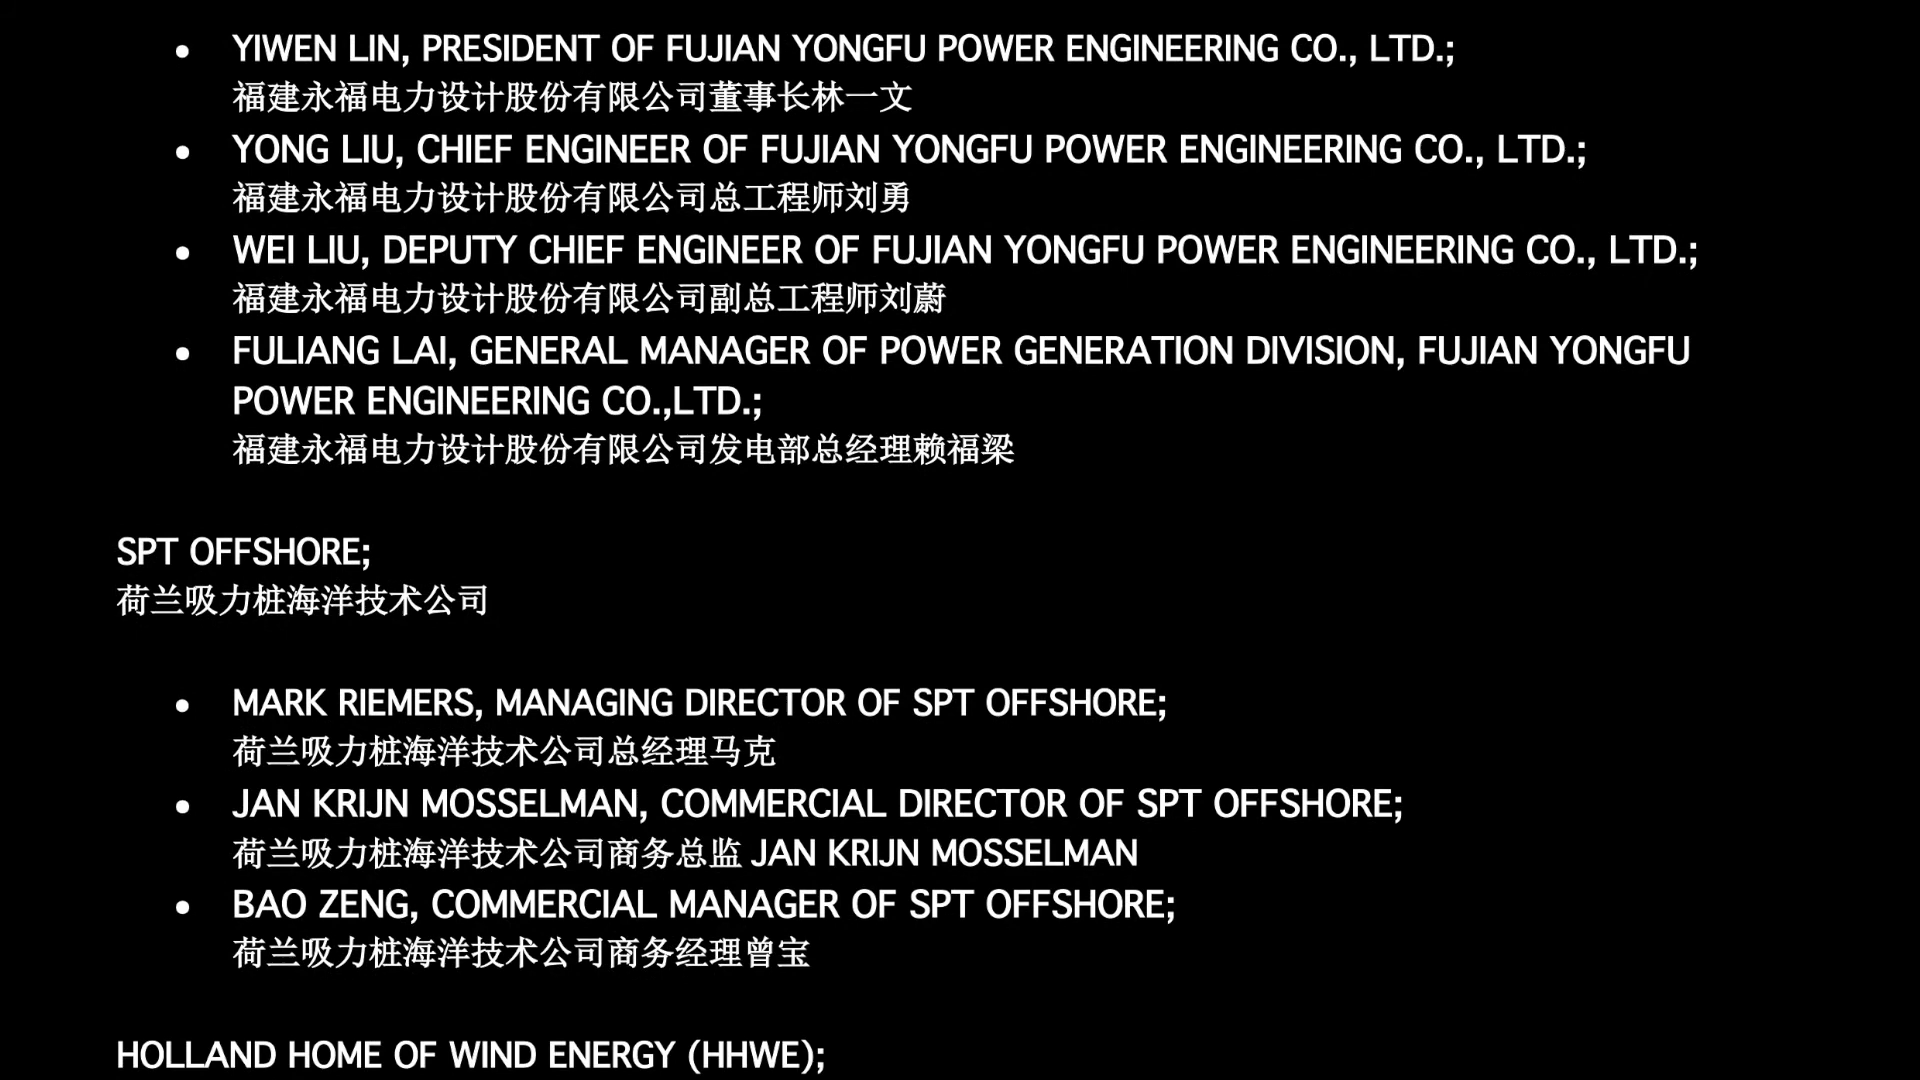 • YIWEN LIN, PRESIDENT OF FUJIAN YONGFU POWER ENGINEERING CO., LTD.;
福建永福电力设计股份有限公司董事长林一文
• YONG LIU, CHIEF ENGINEER OF FUJIAN YONGFU POWER ENGINEERING CO., LTD.;
福建永福电力设计股份有限公司总工程师刘勇
• WEI LIU, DEPUTY CHIEF ENGINEER OF FUJIAN YONGFU POWER ENGINEERING CO., LTD.;
福建永福电力设计股份有限公司副总工程师刘蔚
• FULIANG LAI, GENERAL MANAGER OF POWER GENERATION DIVISION, FUJIAN YONGFU
POWER ENGINEERING CO.,LTD.;
福建永福电力设计股份有限公司发电部总经理赖福梁
SPT OFFSHORE;
荷兰吸力桩海洋技术公司
• MARK RIEMERS, MANAGING DIRECTOR OF SPT OFFSHORE;
荷兰吸力桩海洋技术公司总经理马克
• JAN KRIJN MOSSELMAN, COMMERCIAL DIRECTOR OF SPT OFFSHORE;
荷兰吸力桩海洋技术公司商务总监 JAN KRIJN MOSSELMAN
• BAO ZENG, COMMERCIAL MANAGER OF SPT OFFSHORE;
荷兰吸力桩海洋技术公司商务经理曾宝
HOLLAND HOME OF WIND ENERGY (HHWE);